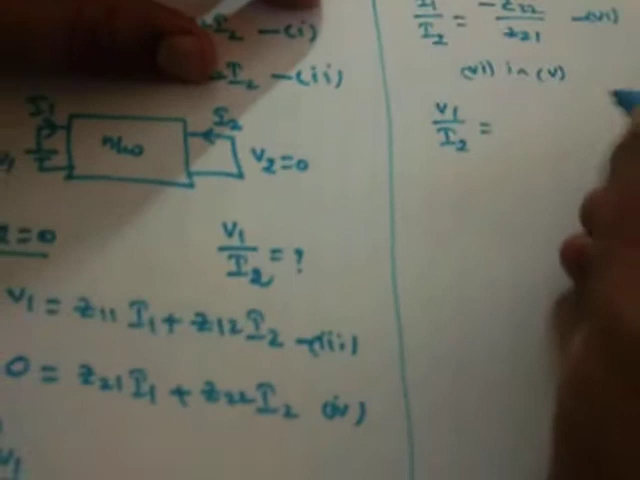 I2 -(i)
I2 -(ii)
I1
n/w
I2
V2=0
=0
V1/I2 = ?
V1 = Z11 I1 + Z12 I2 -(iii)
0 = Z21 I1 + Z22 I2 (iv)
V1
I1/I2 = -Z22/Z21 -(vi)
(vi) in (v)
V1/I2 =